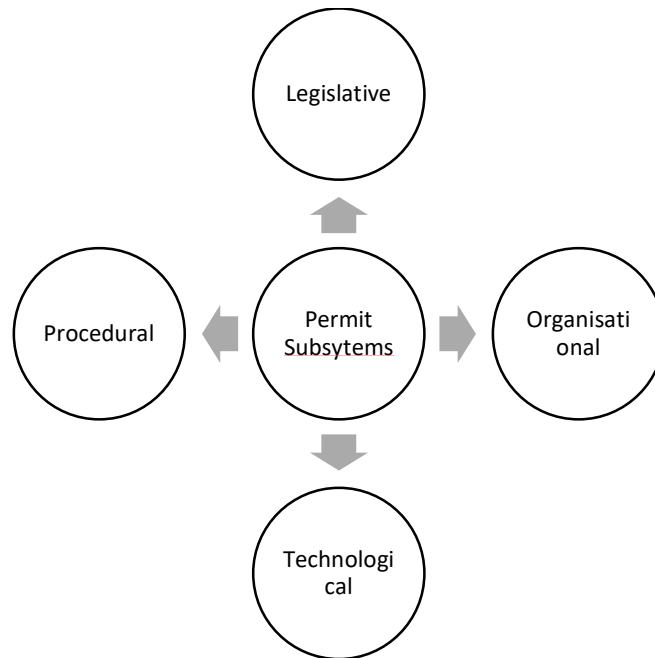 Legislative
Procedural
Permit
Subsytems
Organisati
onal
Technologi
cal